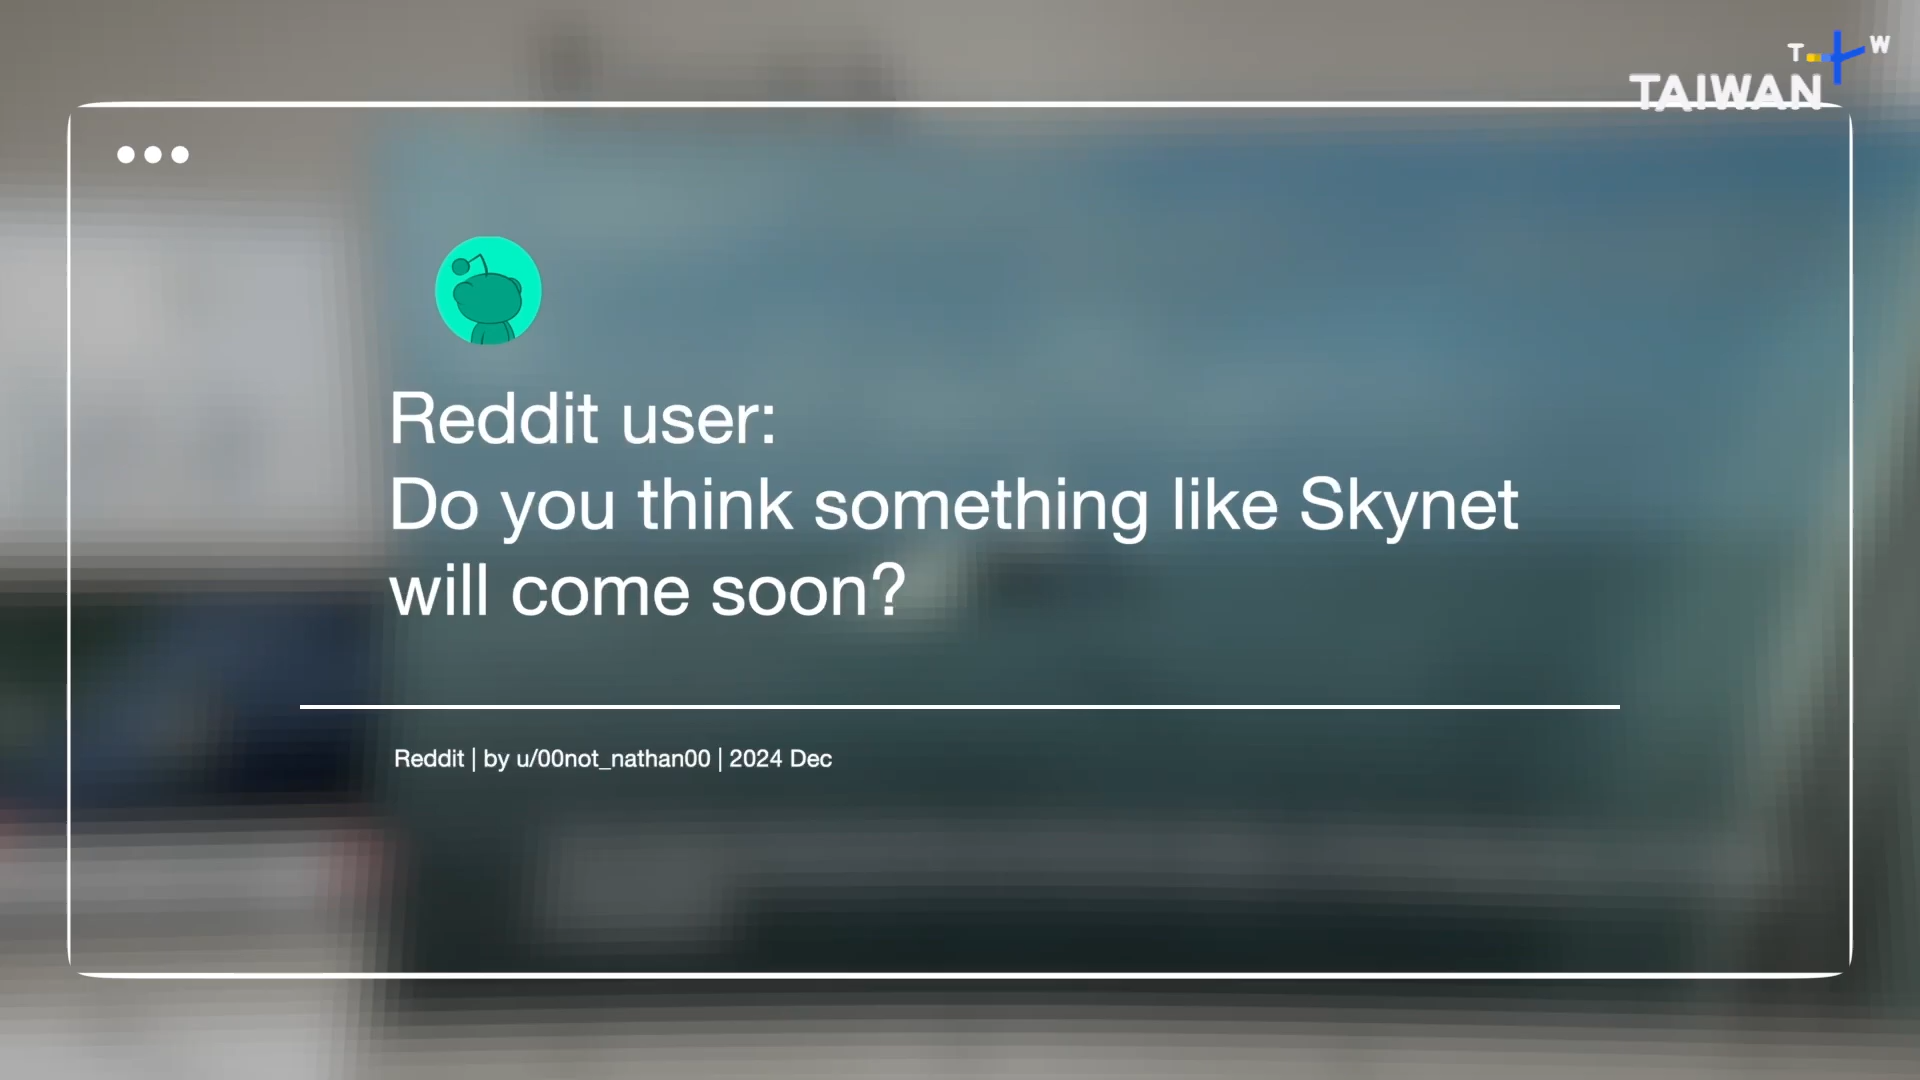 T W
TAIWAN
Reddit user:
Do you think something like Skynet
will come soon?
Reddit | by u/00not_nathan00 | 2024 Dec